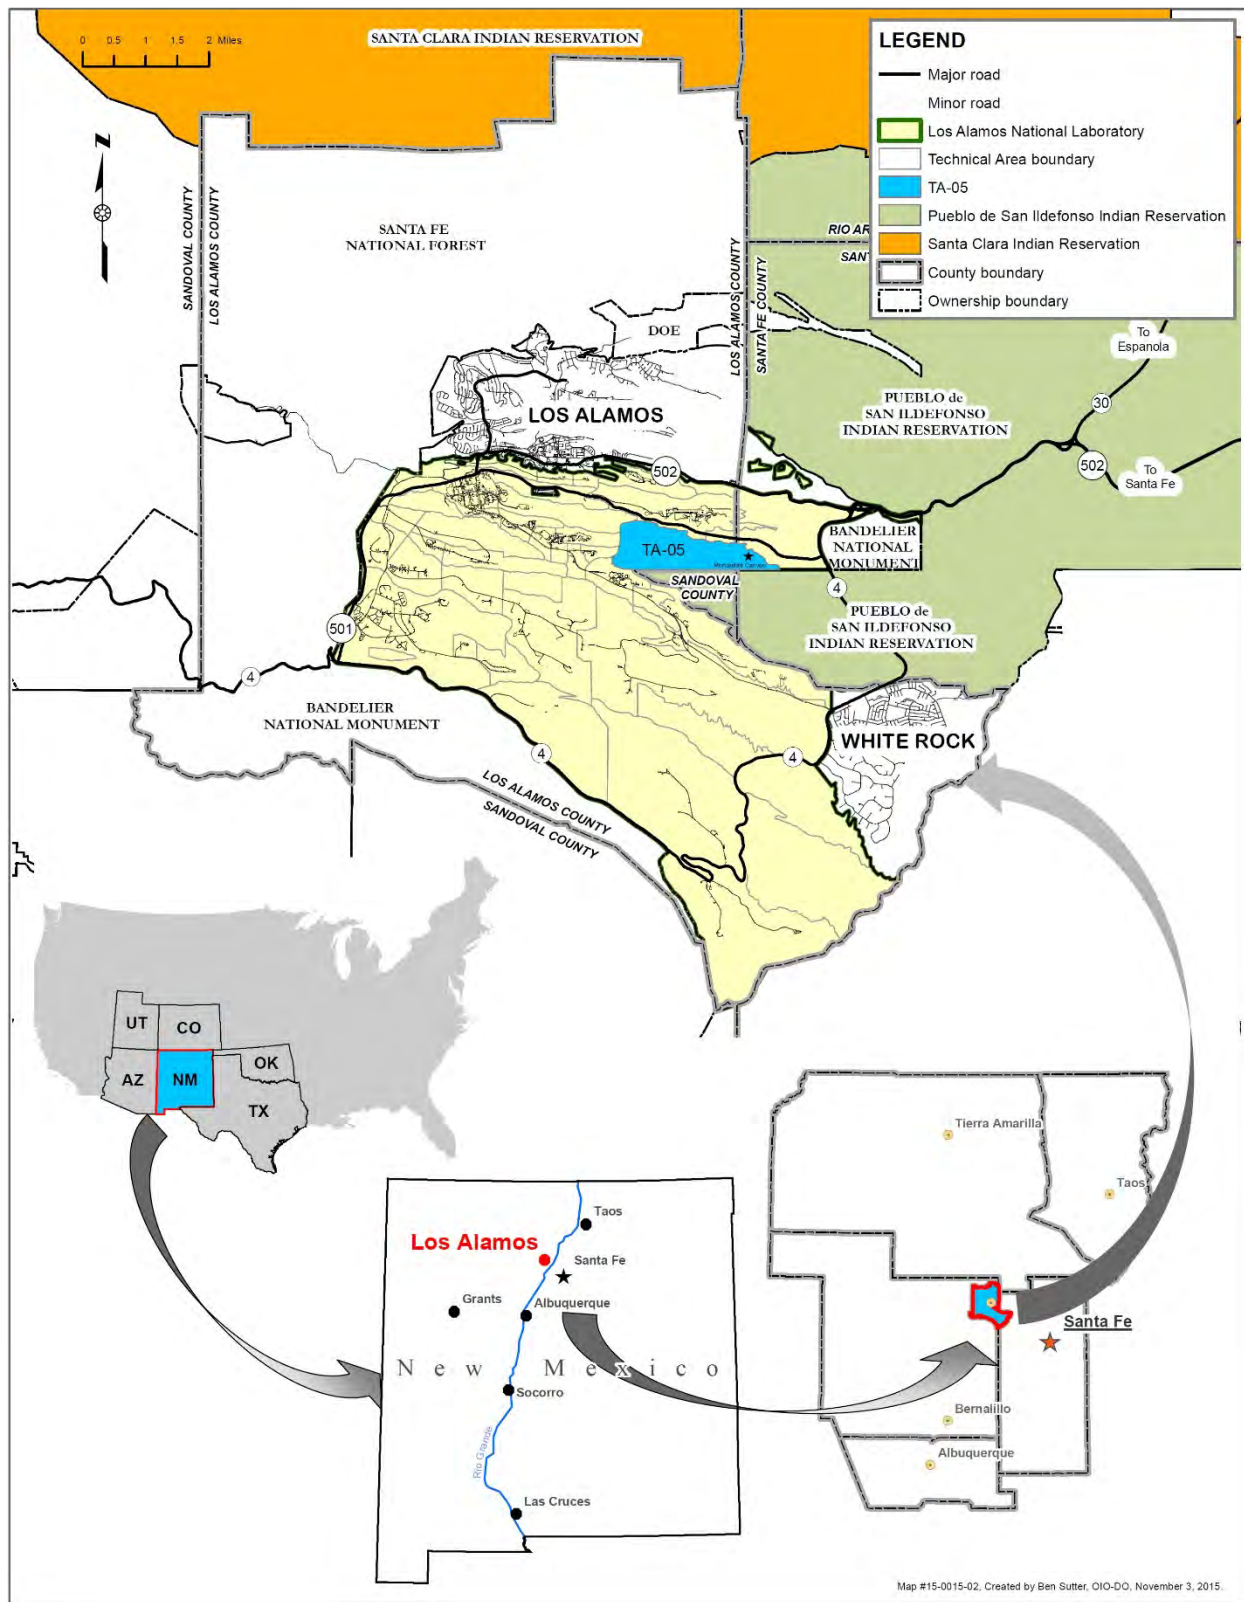 0 0.5 1 1.5 2 Miles
SANTA CLARA INDIAN RESERVATION
N
LEGEND
Major road
Minor road
Los Alamos National Laboratory
Technical Area boundary
TA-05
Pueblo de San Ildefonso Indian Reservation
Santa Clara Indian Reservation
County boundary
Ownership boundary
SANDOVAL COUNTY
LOS ALAMOS COUNTY
SANTA FE
NATIONAL FOREST
RIO AR
SANT
LOS ALAMOS COUNTY
SANTA FE COUNTY
DOE
To
Espanola
30
PUEBLO de
SAN ILDEFONSO
INDIAN RESERVATION
LOS ALAMOS
502
502
To
Santa Fe
TA-05
BANDELIER
NATIONAL
MONUMENT
SANDOVAL
COUNTY
4
501
PUEBLO de
SAN ILDEFONSO
INDIAN RESERVATION
4
BANDELIER
NATIONAL MONUMENT
WHITE ROCK
4
4
LOS ALAMOS COUNTY
SANDOVAL COUNTY
UT
CO
OK
AZ
NM
TX
Taos
Los Alamos
Santa Fe
Grants
Albuquerque
New Mexico
Socorro
Rio Grande
Las Cruces
Tierra Amarilla
Taos
Santa Fe
Bernalillo
Albuquerque
Map #15-0015-02, Created by Ben Sutter, OIO-DO, November 3, 2015.